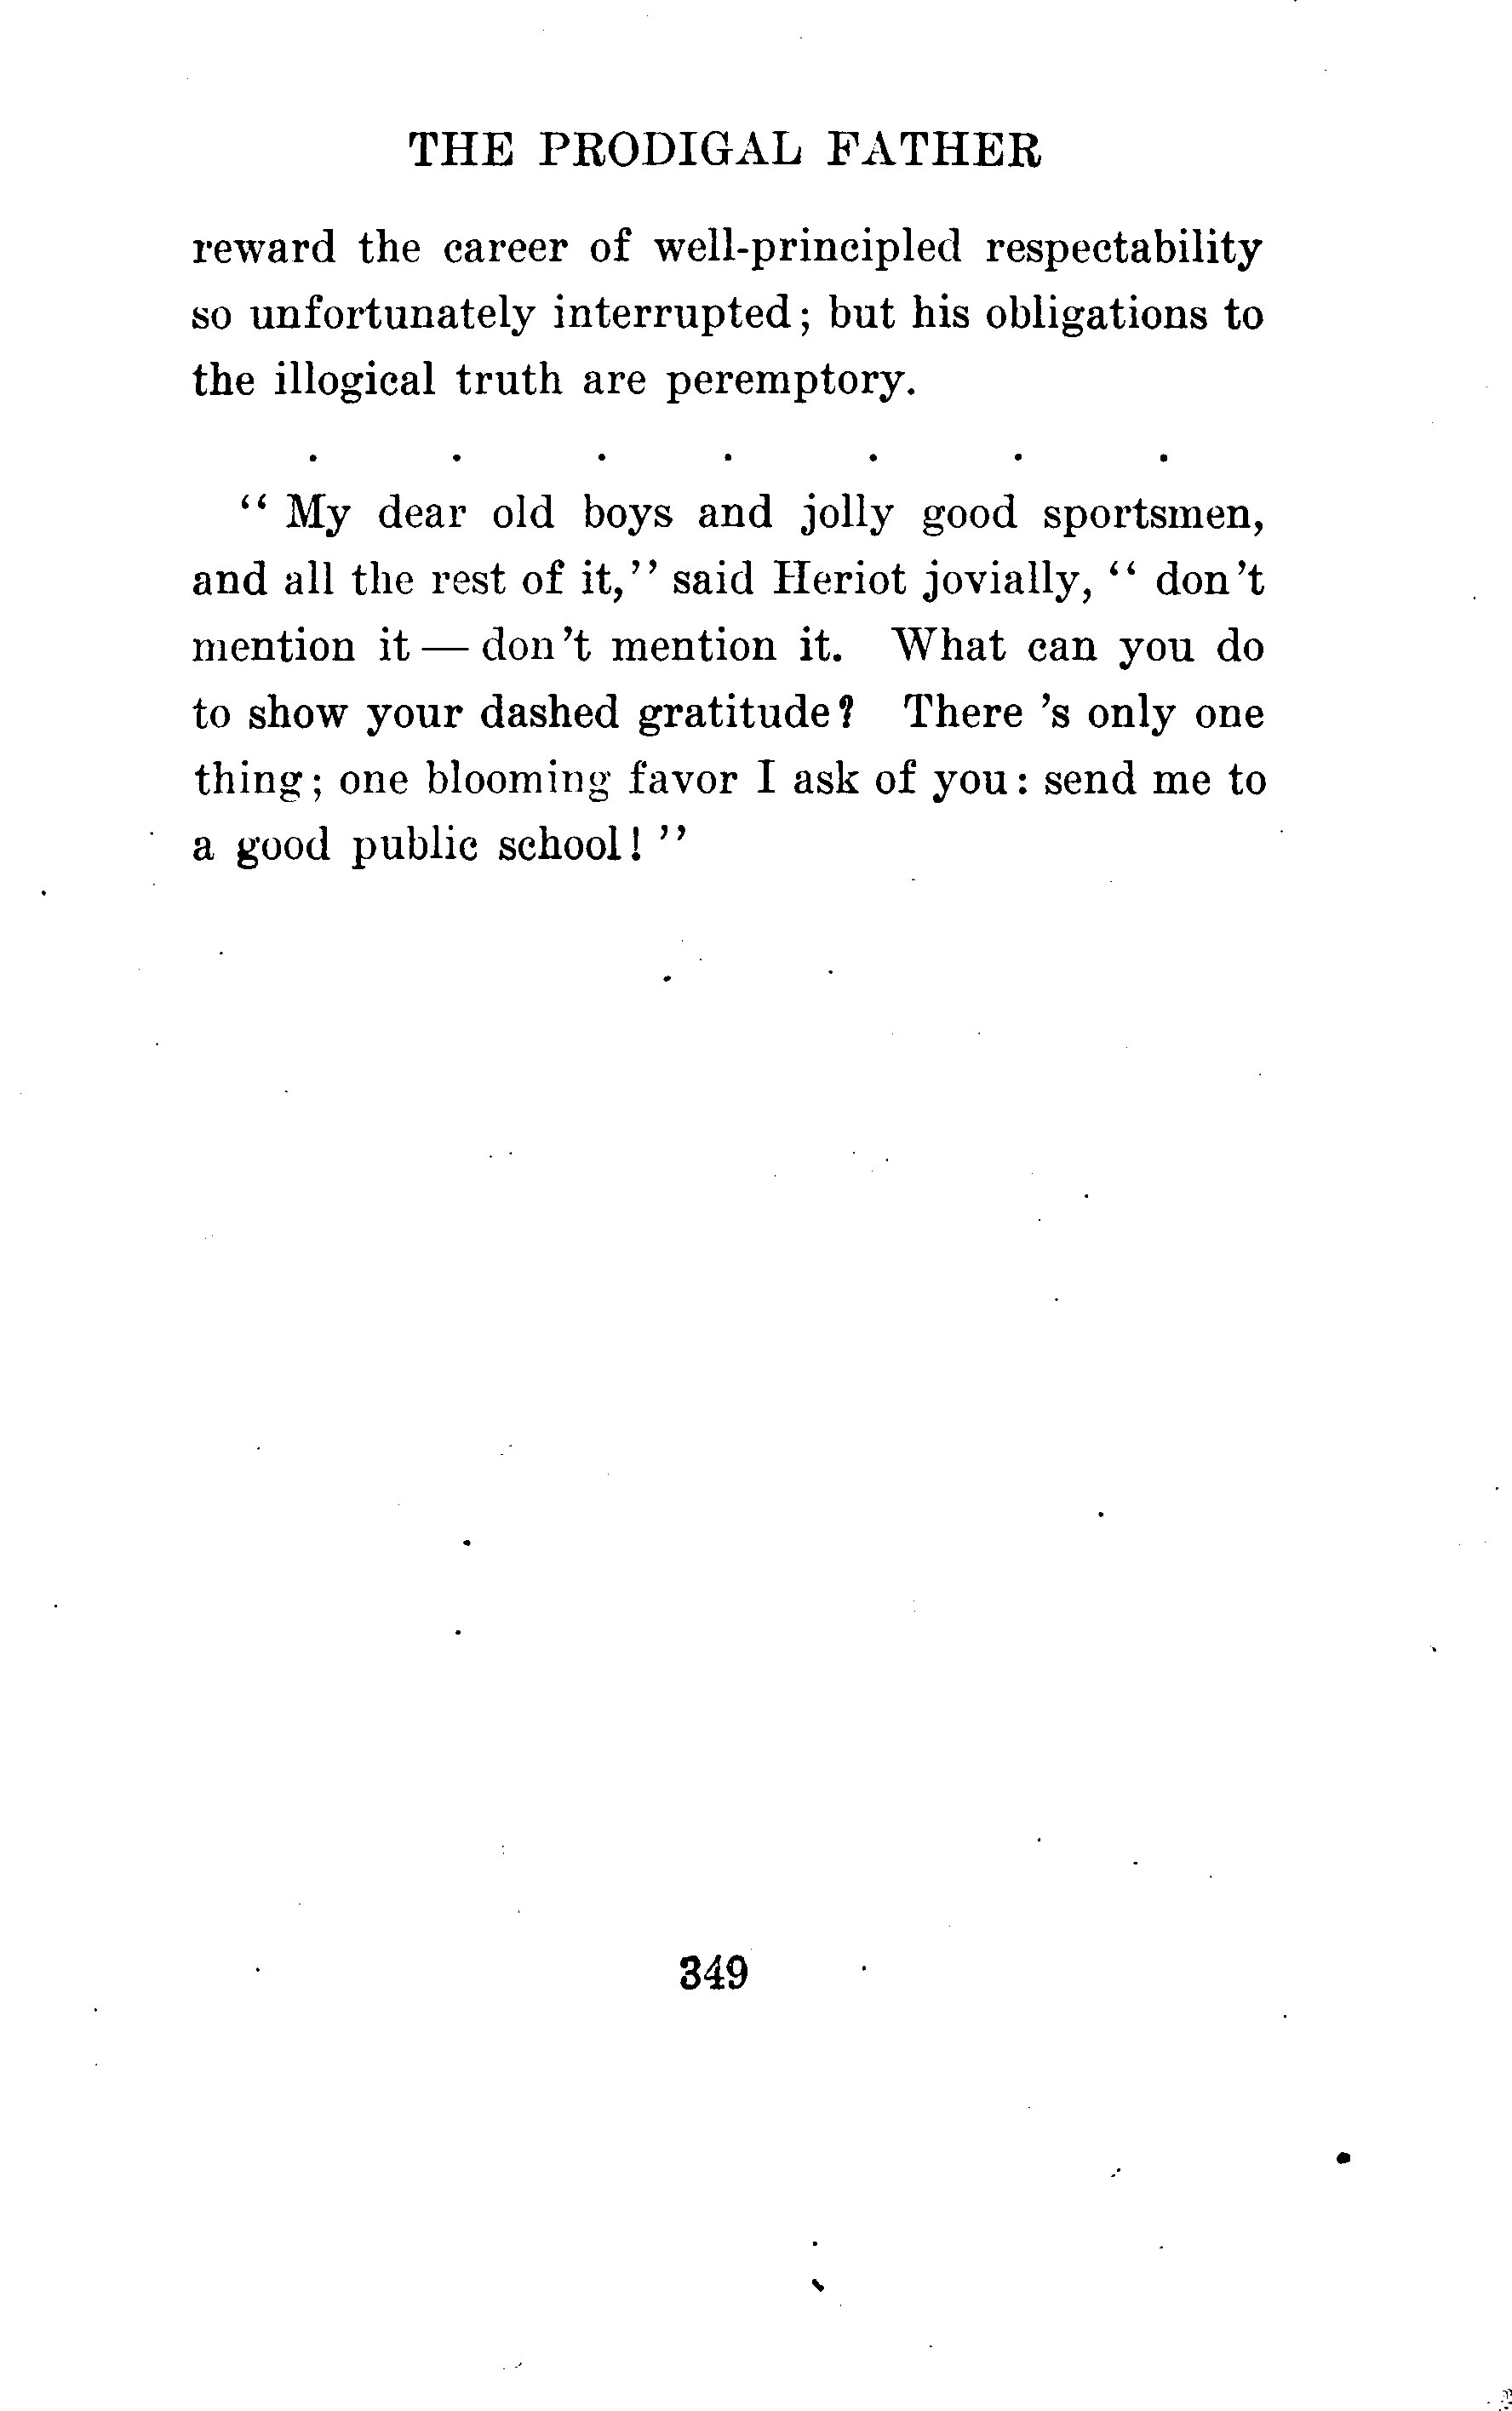 THE PRODIGAL FATHER
reward the career of well-principled respectability
so unfortunately interrupted; but his obligations to
the illogical truth are peremptory.
. . . . . . .
“ My dear old boys and jolly good sportsmen,
and all the rest of it,” said Heriot jovially, “ don't
mention it — don't mention it. What can you do
to show your dashed gratitude? There 's only one
thing; one blooming favor I ask of you: send me to
a good public school! ”
349